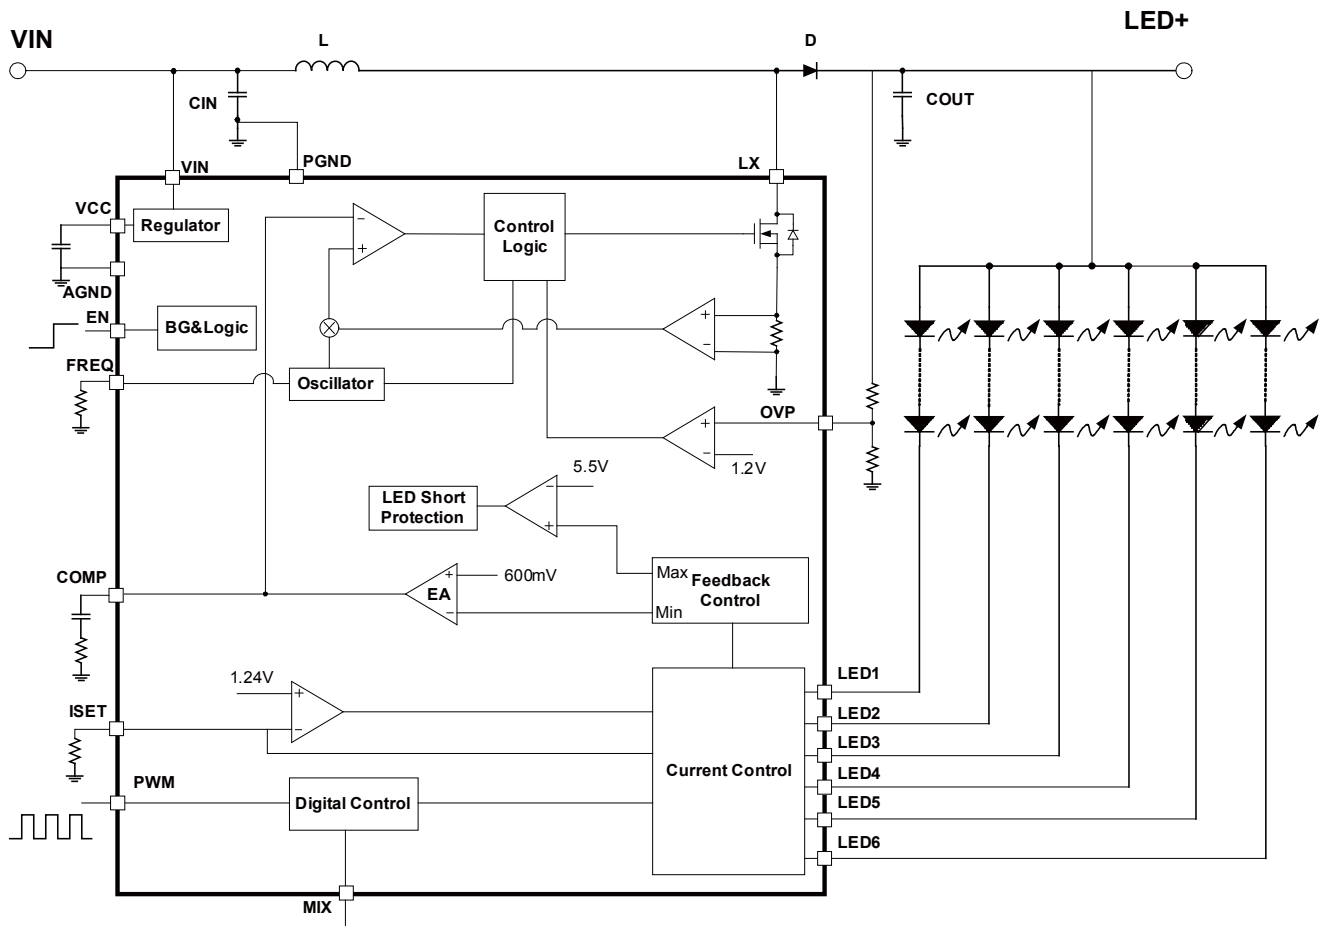 LED+
VIN
L
D
CIN
COUT
VIN
PGND
LX
VCC
Regulator
−
+
Control
Logic
AGND
EN
BG&Logic
+
−
FREQ
Oscillator
OVP
+
−
1.2V
5.5V
−
+
LED Short
Protection
COMP
EA
+
−
600mV
Max
Min
Feedback
Control
1.24V
+
−
ISET
LED1
LED2
LED3
LED4
LED5
LED6
Current Control
PWM
Digital Control
MIX